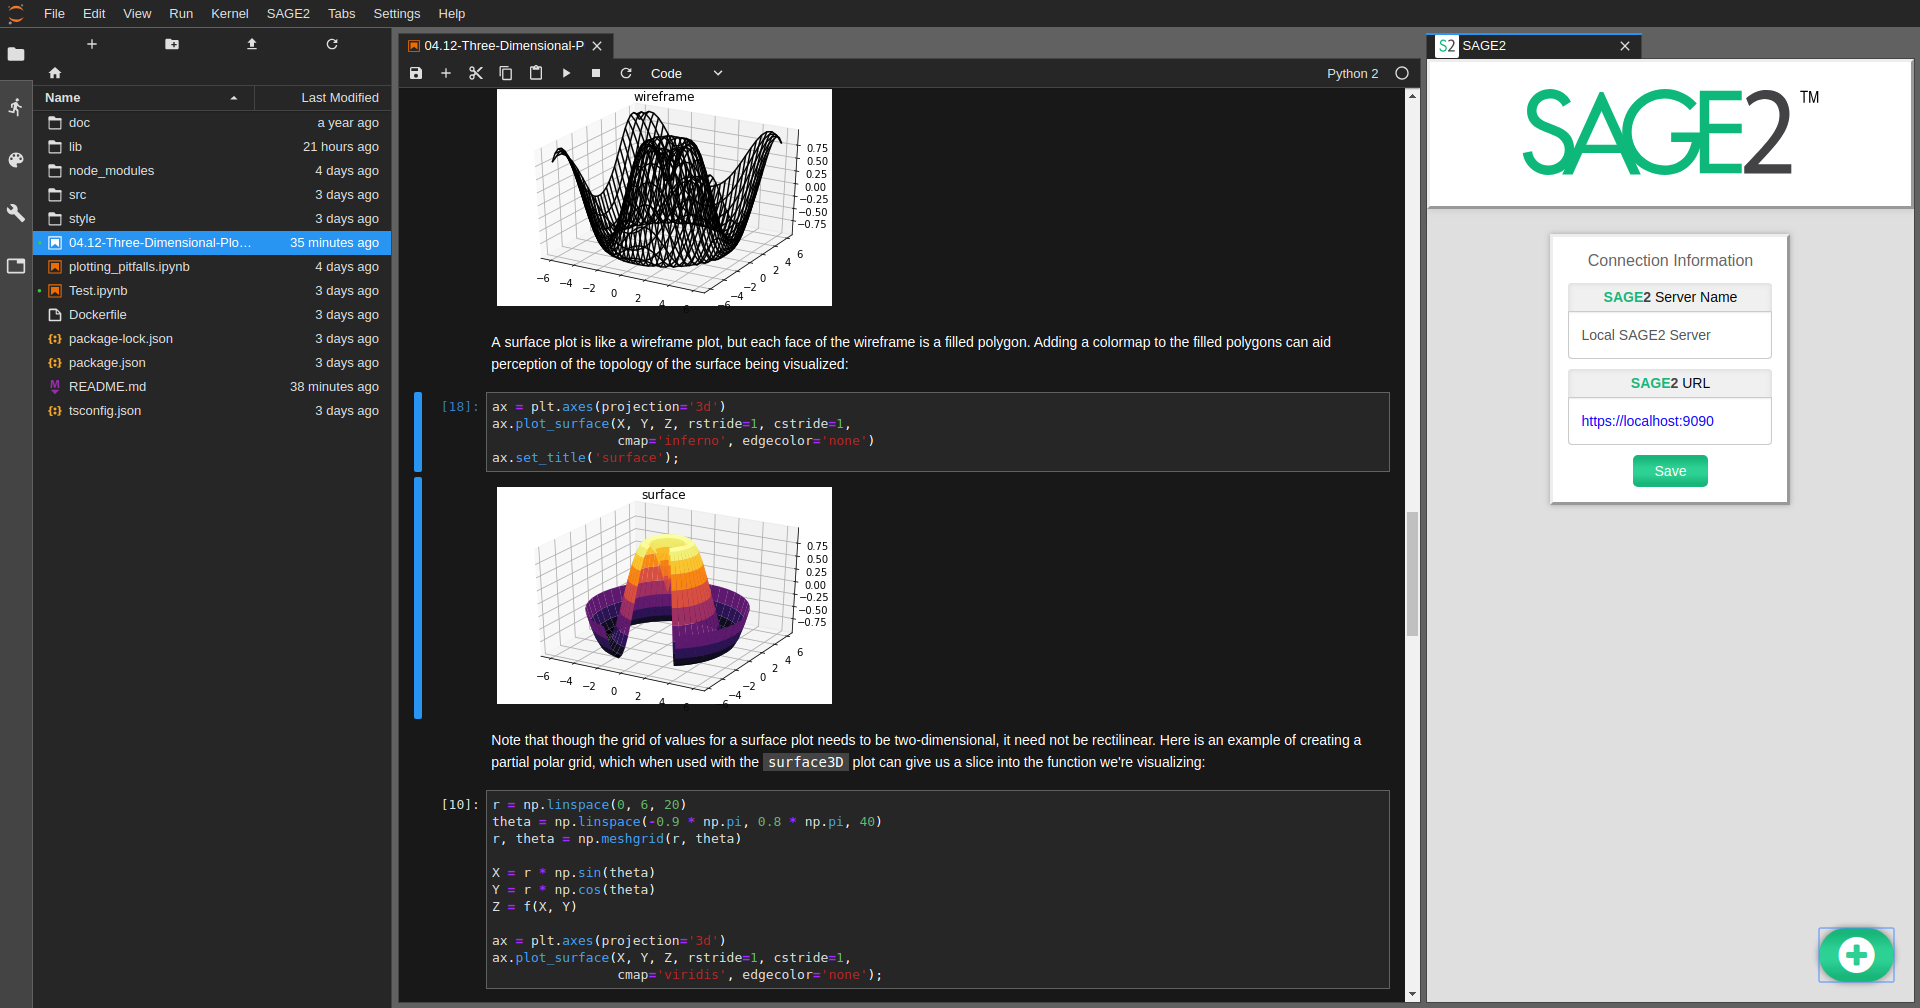 File Edit View Run Kernel SAGE2 Tabs Settings Help
Name Last Modified
doc a year ago
lib 21 hours ago
node_modules 4 days ago
src 3 days ago
style 3 days ago
04.12-Three-Dimensional-Plo... 35 minutes ago
plotting_pitfalls.ipynb 4 days ago
Test.ipynb 3 days ago
Dockerfile 3 days ago
package-lock.json 3 days ago
package.json 3 days ago
README.md 38 minutes ago
tsconfig.json 3 days ago
04.12-Three-Dimensional-P
Code Python 2
wireframe
0.75
0.50
0.25
0.00
−0.25
−0.50
−0.75
−6 −4 −2 0 2 4 6
−6 −4 −2 0 2 4 6
A surface plot is like a wireframe plot, but each face of the wireframe is a filled polygon. Adding a colormap to the filled polygons can aid
perception of the topology of the surface being visualized:
[18]: ax = plt.axes(projection='3d')
ax.plot_surface(X, Y, Z, rstride=1, cstride=1,
cmap='inferno', edgecolor='none')
ax.set_title('surface');
surface
0.75
0.50
0.25
0.00
−0.25
−0.50
−0.75
−6 −4 −2 0 2 4 6
6 −4 −2 0 2 4 6
Note that though the grid of values for a surface plot needs to be two-dimensional, it need not be rectilinear. Here is an example of creating a
partial polar grid, which when used with the surface3D plot can give us a slice into the function we're visualizing:
[10]: r = np.linspace(0, 6, 20)
theta = np.linspace(-0.9 * np.pi, 0.8 * np.pi, 40)
r, theta = np.meshgrid(r, theta)
X = r * np.sin(theta)
Y = r * np.cos(theta)
Z = f(X, Y)
ax = plt.axes(projection='3d')
ax.plot_surface(X, Y, Z, rstride=1, cstride=1,
cmap='viridis', edgecolor='none');
S2 SAGE2
SAGE2 TM
Connection Information
SAGE2 Server Name
Local SAGE2 Server
SAGE2 URL
https://localhost:9090
Save